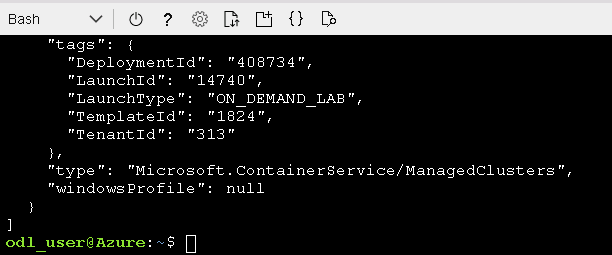 Bash
"tags": {
"DeploymentId": "408734",
"LaunchId": "14740",
"LaunchType": "ON_DEMAND_LAB",
"TemplateId": "1824",
"TenantId": "313"
},
"type": "Microsoft.ContainerService/ManagedClusters",
"windowsProfile": null
}
]
odl_user@Azure:~$